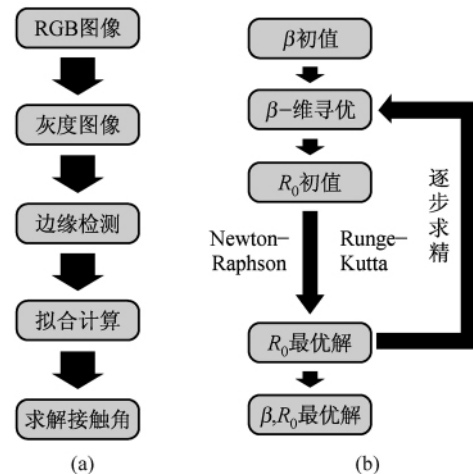 RGB图像
灰度图像
边缘检测
拟合计算
求解接触角
(a)
β初值
β-维寻优
R₀初值
Newton-
Raphson
Runge-
Kutta
逐步求精
R₀最优解
β,R₀最优解
(b)